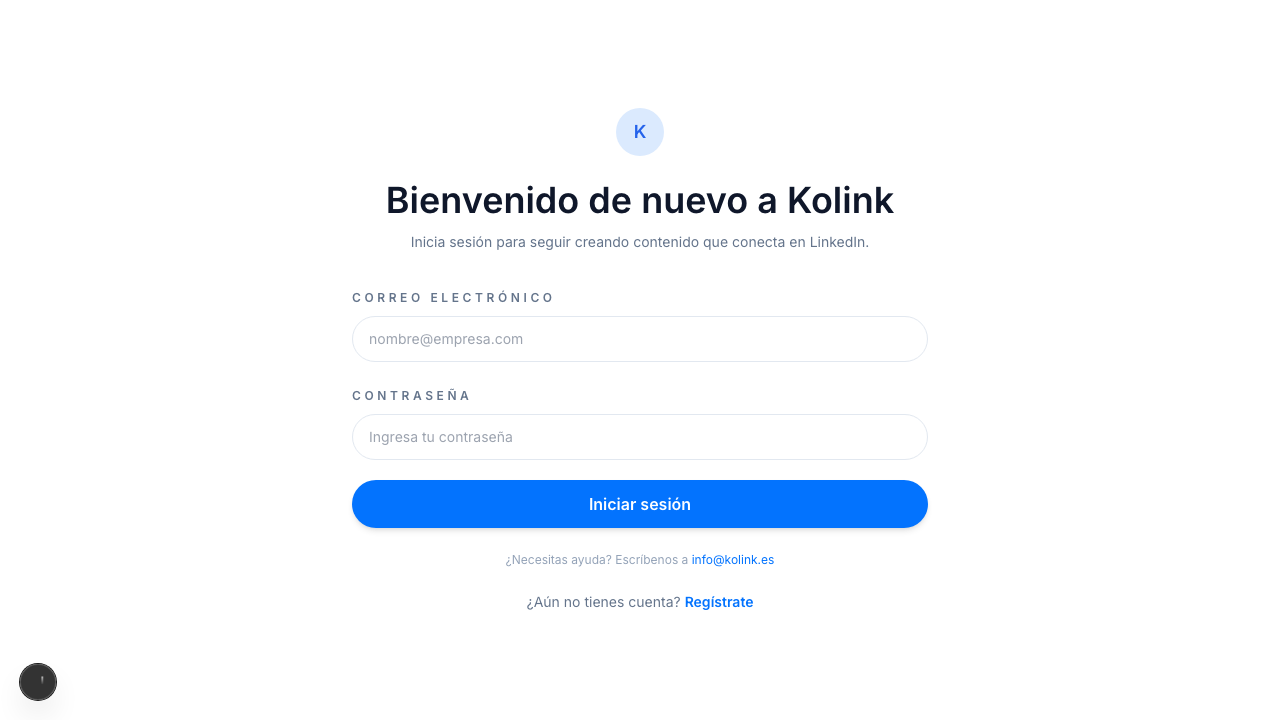 K
Bienvenido de nuevo a Kolink
Inicia sesión para seguir creando contenido que conecta en LinkedIn.
CORREO ELECTRÓNICO
nombre@empresa.com
CONTRASEÑA
Ingresa tu contraseña
Iniciar sesión
¿Necesitas ayuda? Escríbenos a info@kolink.es
¿Aún no tienes cuenta? Regístrate